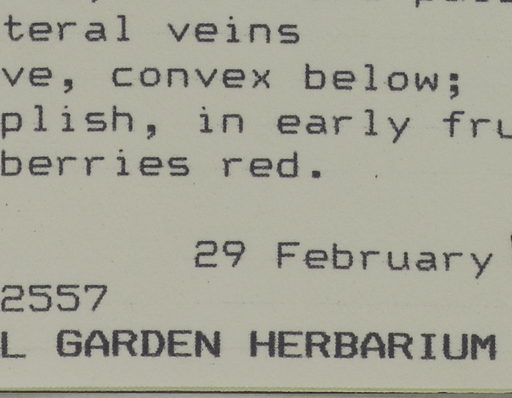 teral veins
ve, convex below;
plish, in early fru
berries red.
29 February
2557
L GARDEN HERBARIUM